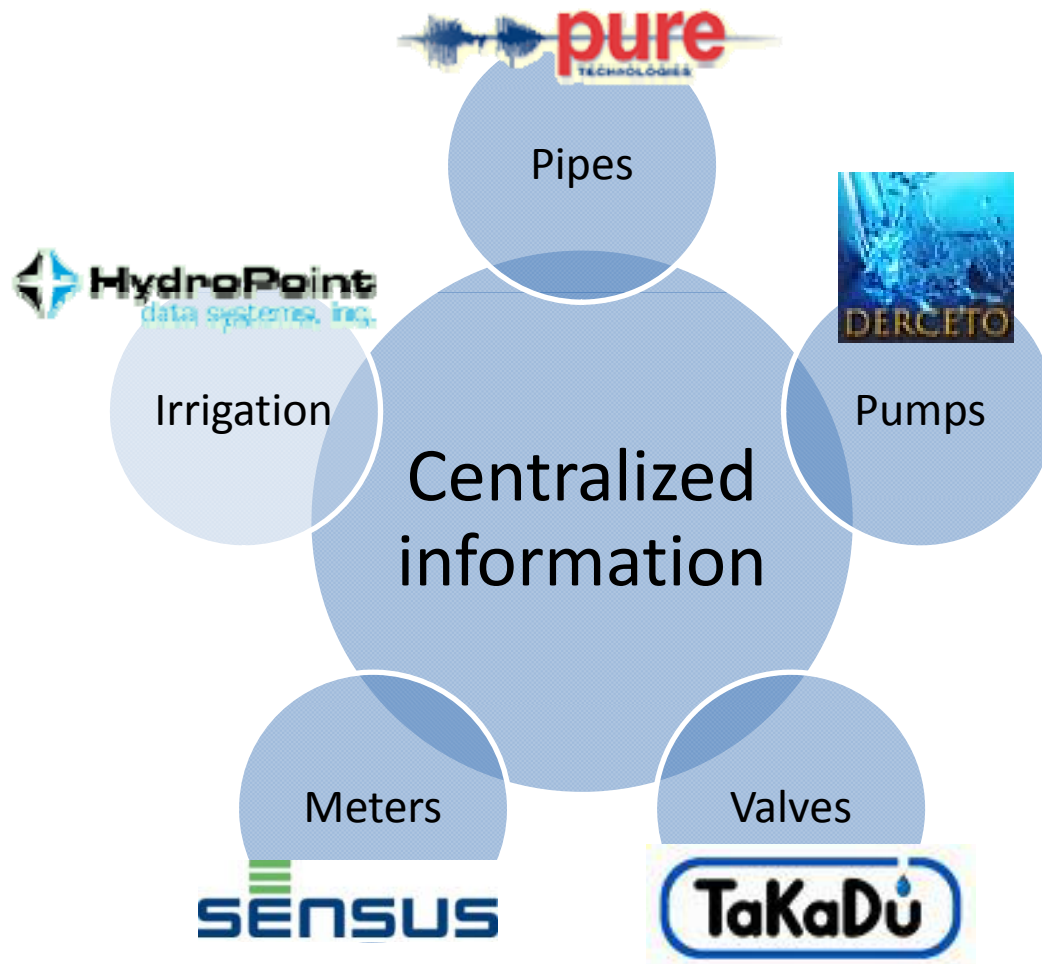 pure
TECHNOLOGIES
Pipes
DERCETO
HydroPoint
data systems, inc.
Irrigation
Pumps
Centralized
information
Meters
Valves
sensus
TaKaDu